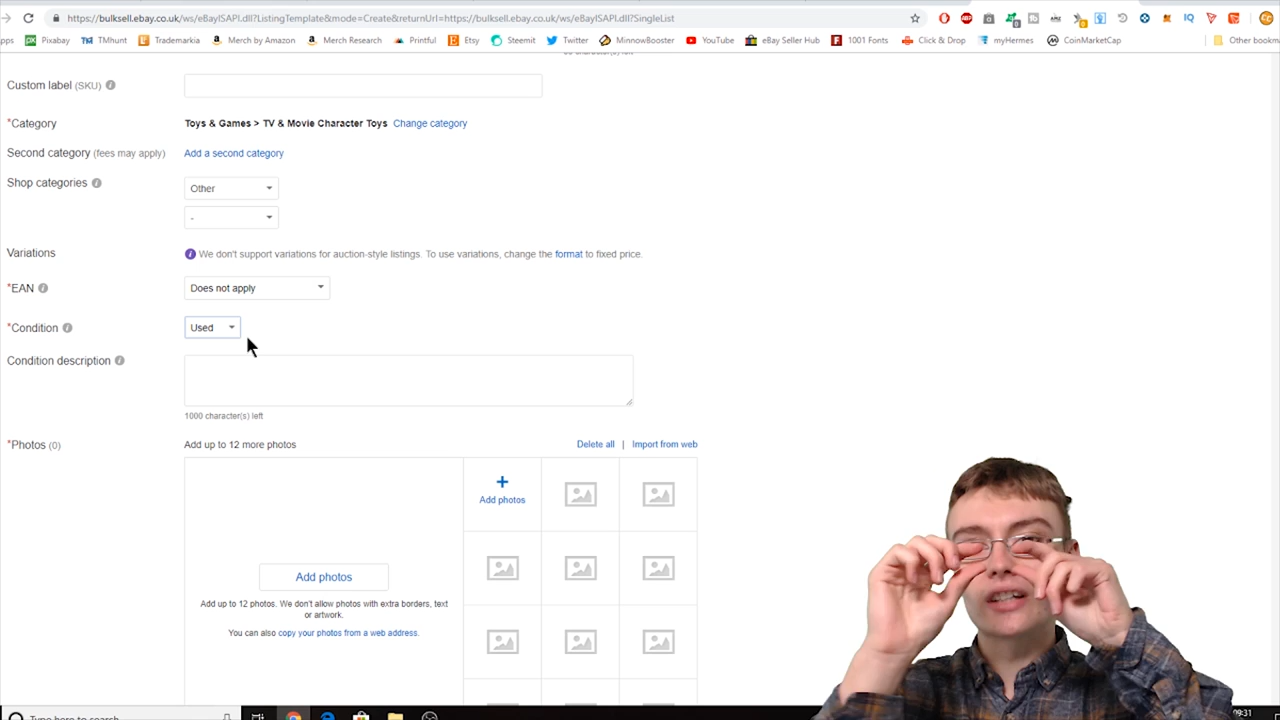 https://bulksell.ebay.co.uk/ws/eBayISAPI.dll?ListingTemplate&mode=Create&returnUrl=https://bulksell.ebay.co.uk/ws/eBayISAPI.dll?SingleList
Pixabay TMhunt Trademarkia Merch by Amazon Merch Research Printful Etsy Steemit Twitter MinnowBooster YouTube eBay Seller Hub 1001 Fonts Click & Drop myHermes CoinMarketCap Other bookm
Custom label (SKU)
*Category Toys & Games > TV & Movie Character Toys Change category
Second category (fees may apply) Add a second category
Shop categories Other
-
Variations We don't support variations for auction-style listings. To use variations, change the format to fixed price.
*EAN Does not apply
*Condition Used
Condition description
1000 character(s) left
*Photos (0) Add up to 12 more photos Delete all | Import from web
Add photos
Add photos
Add up to 12 photos. We don't allow photos with extra borders, text
or artwork.
You can also copy your photos from a web address.
Type here to search 09:31